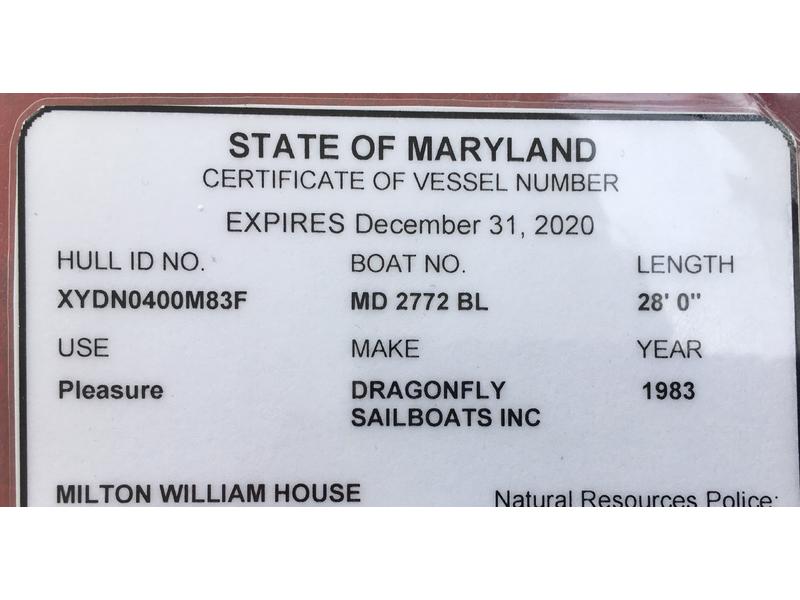 STATE OF MARYLAND
CERTIFICATE OF VESSEL NUMBER
EXPIRES December 31, 2020
HULL ID NO. BOAT NO. LENGTH
XYDN0400M83F MD 2772 BL 28' 0"
USE MAKE YEAR
Pleasure DRAGONFLY 1983
SAILBOATS INC
MILTON WILLIAM HOUSE Natural Resources Police: